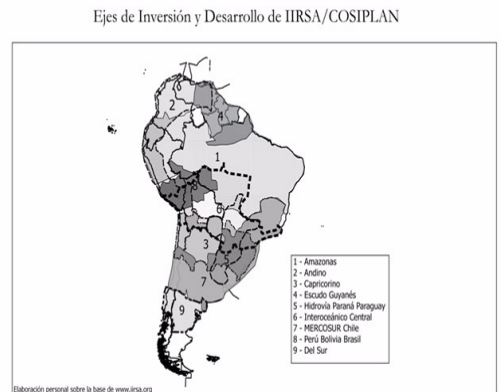 Ejes de Inversión y Desarrollo de IIRSA/COSIPLAN
2
4
1
8
6
3
7
9
1 - Amazonas
2 - Andino
3 - Capricorino
4 - Escudo Guyanés
5 - Hidrovía Paraná Paraguay
6 - Interoceánico Central
7 - MERCOSUR Chile
8 - Perú Bolivia Brasil
9 - Del Sur
Elaboración personal sobre la base de www.iirsa.org